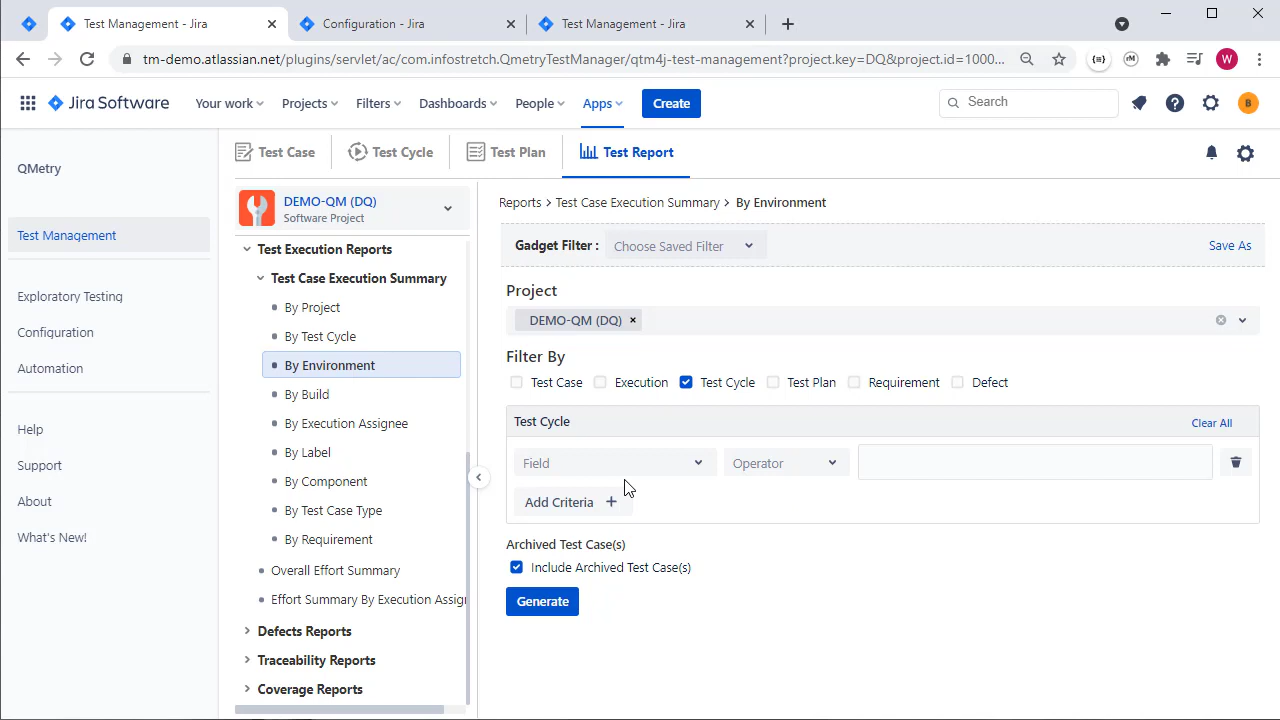 Test Management - Jira
Configuration - Jira
Test Management - Jira
tm-demo.atlassian.net/plugins/servlet/ac/com.infostretch.QmetryTestManager/qtm4j-test-management?project.key=DQ&project.id=1000...
{=}
rM
W
Jira Software
Your work
Projects
Filters
Dashboards
People
Apps
Create
Search
B
QMetry
Test Management
Exploratory Testing
Configuration
Automation
Help
Support
About
What's New!
Test Case
Test Cycle
Test Plan
Test Report
DEMO-QM (DQ)
Software Project
Test Execution Reports
Test Case Execution Summary
By Project
By Test Cycle
By Environment
By Build
By Execution Assignee
By Label
By Component
By Test Case Type
By Requirement
Overall Effort Summary
Effort Summary By Execution Assig
Defects Reports
Traceability Reports
Coverage Reports
Reports > Test Case Execution Summary > By Environment
Gadget Filter : Choose Saved Filter
Save As
Project
DEMO-QM (DQ) ×
Filter By
Test Case Execution Test Cycle Test Plan Requirement Defect
Test Cycle
Clear All
Field
Operator
Add Criteria +
Archived Test Case(s)
Include Archived Test Case(s)
Generate